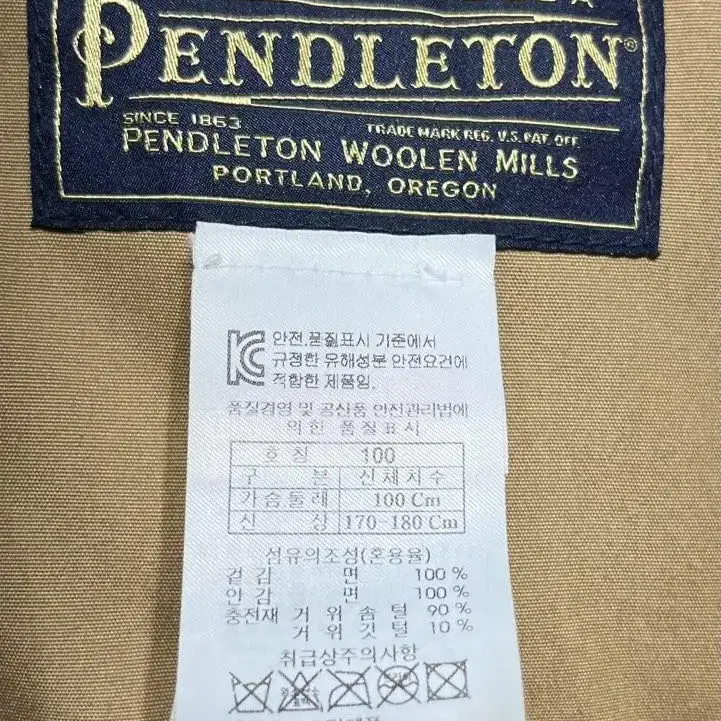 PENDLETON®
SINCE 1863
TRADE MARK REG. U.S. PAT. OFF.
PENDLETON WOOLEN MILLS
PORTLAND, OREGON
안전.품질표시 기준에서
규정한 유해성분 안전요건에
적합한 제품임.
품질경영 및 공산품 안전관리법에
의한 품질표시
호칭 100
구분 신체치수
가슴둘레 100 Cm
신상 170-180 Cm
섬유의조성(혼용율)
겉감 면 100 %
안감 면 100 %
충전재 거위솜털 90 %
거위깃털 10 %
취급상주의사항